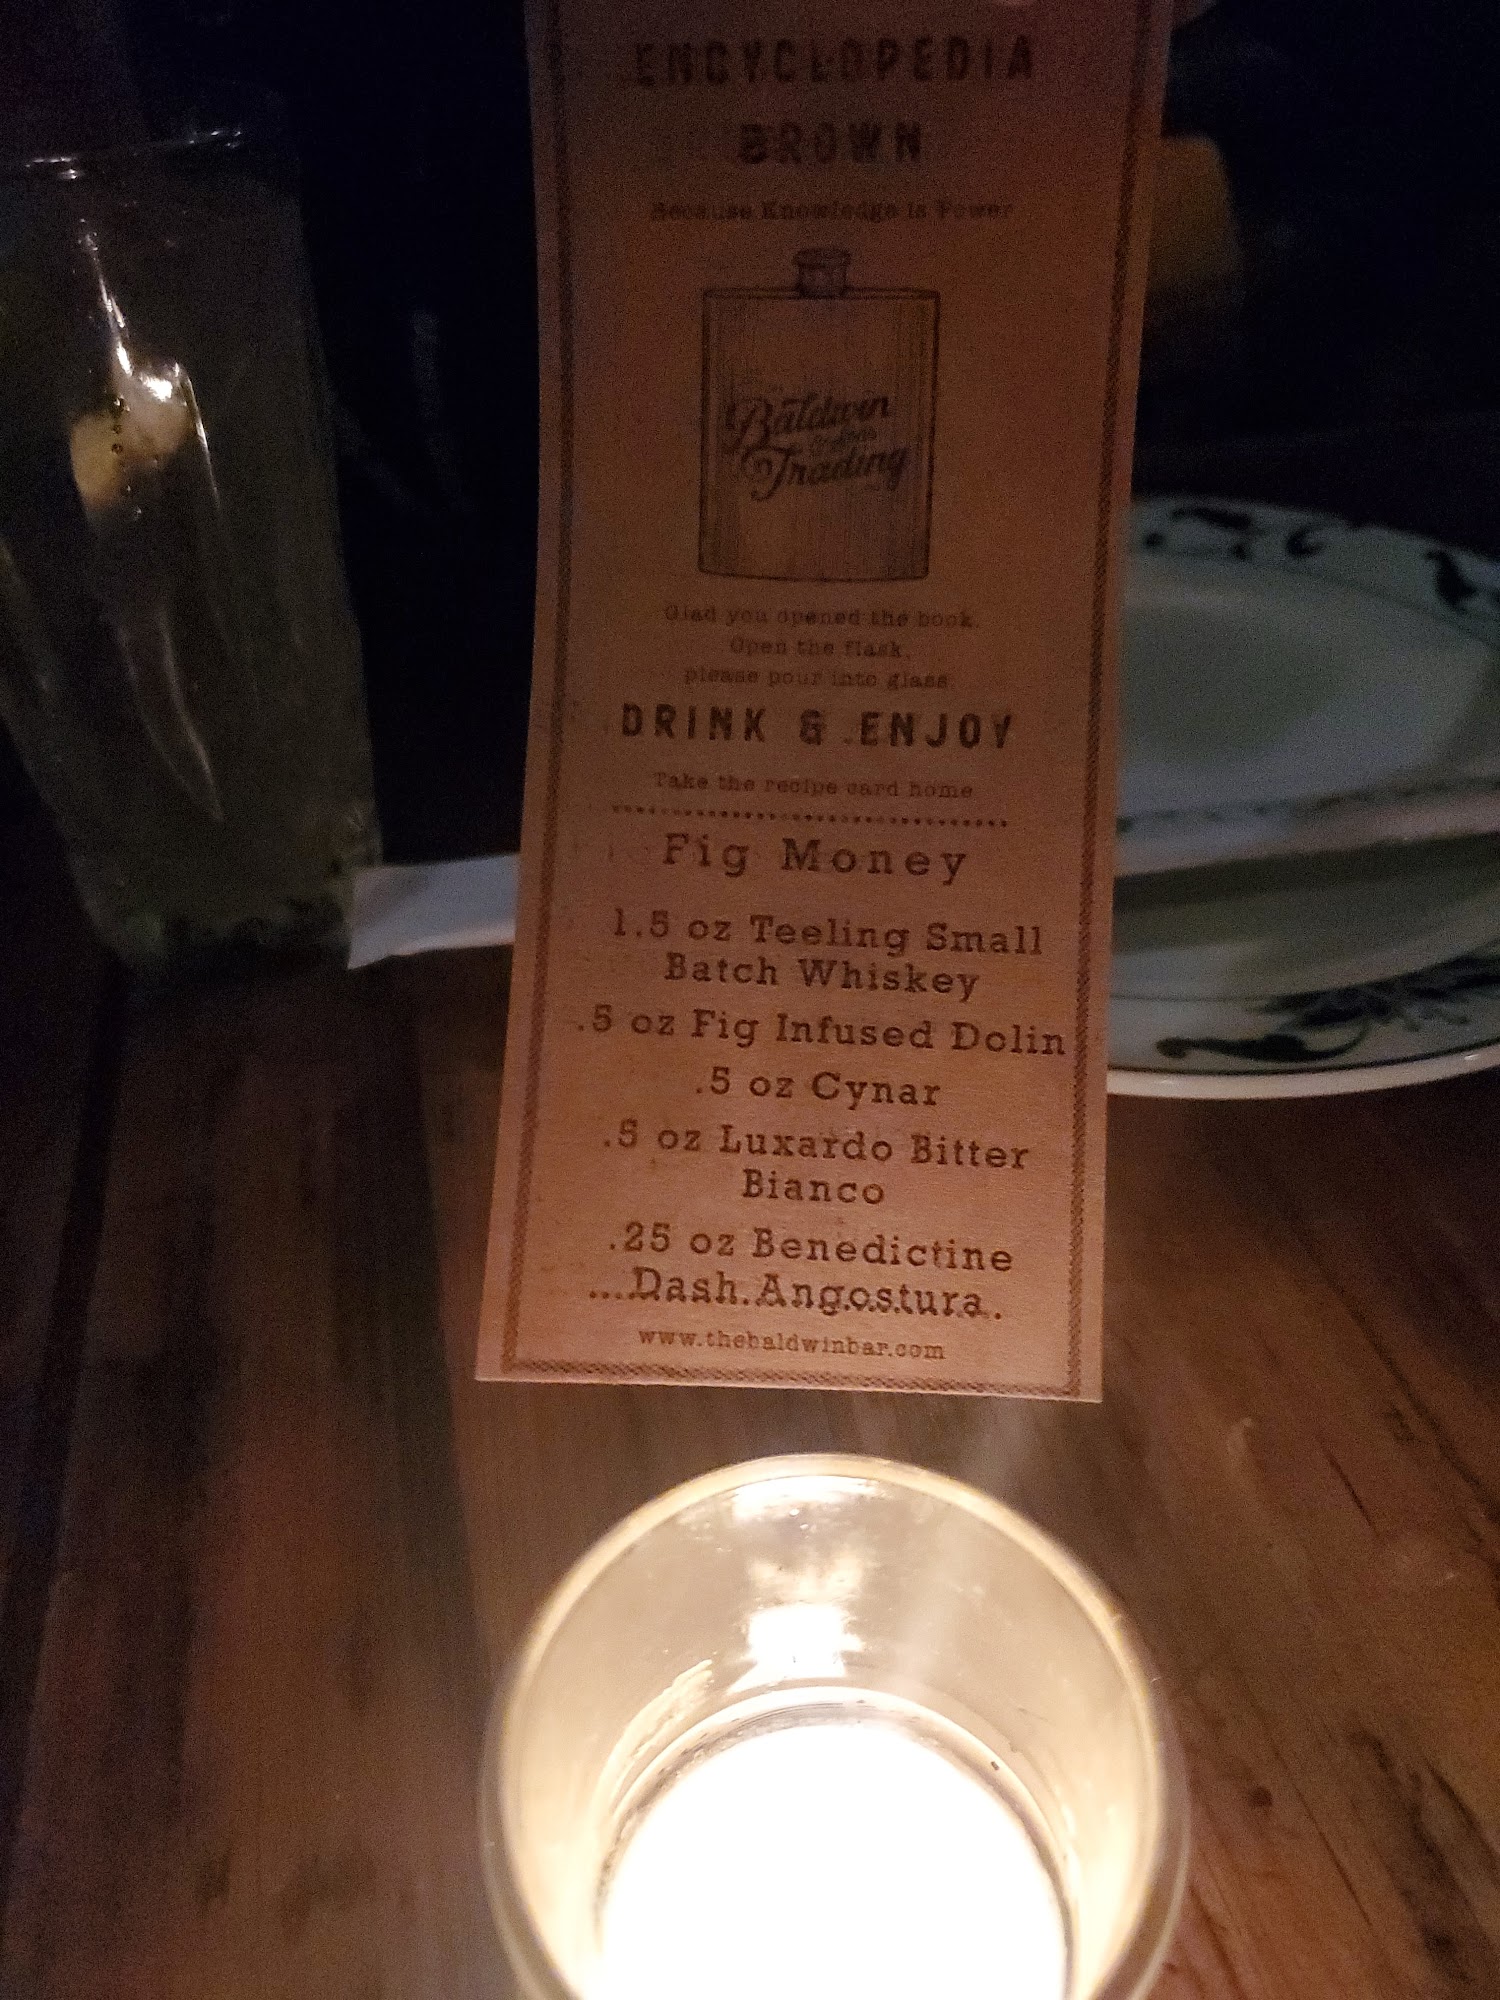 ENCYCLOPEDIA
BROWN
Because Knowledge is Power
Baldwin
Trading
Glad you opened the book.
Open the flask,
please pour into glass.
DRINK & ENJOY
Take the recipe card home
Fig Money
1.5 oz Teeling Small
Batch Whiskey
.5 oz Fig Infused Dolin
.5 oz Cynar
.5 oz Luxardo Bitter
Bianco
.25 oz Benedictine
Dash Angostura
www.thebaldwinbar.com